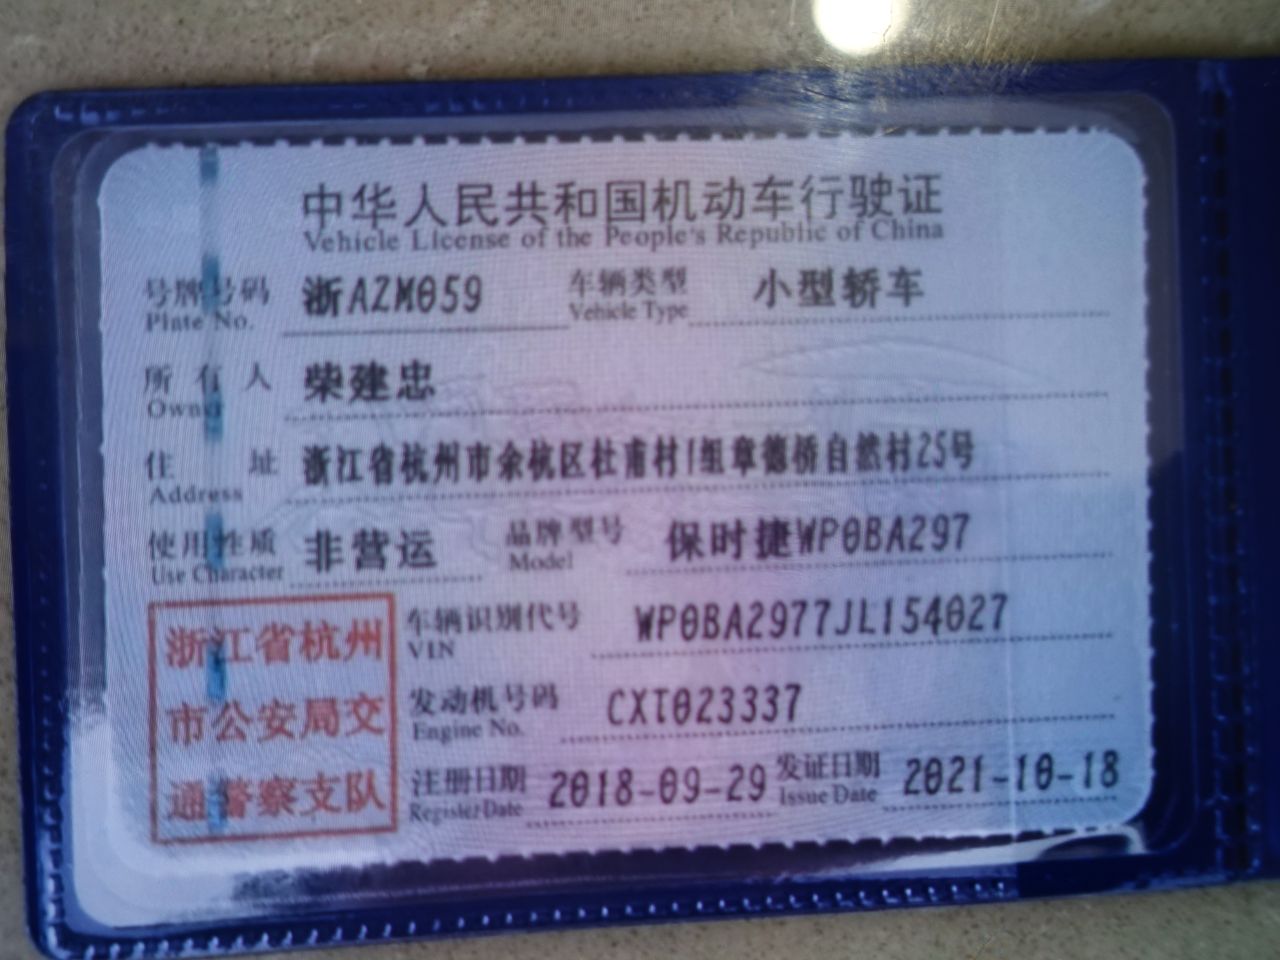 中华人民共和国机动车行驶证
Vehicle License of the People's Republic of China
号牌号码 浙AZM059 车辆类型 小型轿车
Plate No. Vehicle Type
所有人 柴建忠
Owner
住址 浙江省杭州市余杭区杜甫村1组章德桥自然村25号
Address
使用性质 非营运 品牌型号 保时捷WP0BA297
Use Character Model
浙江省杭州
市公安局交
通警察支队
车辆识别代号 WP0BA2977JL154027
VIN
发动机号码 CXT023337
Engine No.
注册日期 2018-09-29 发证日期 2021-10-18
Register Date Issue Date